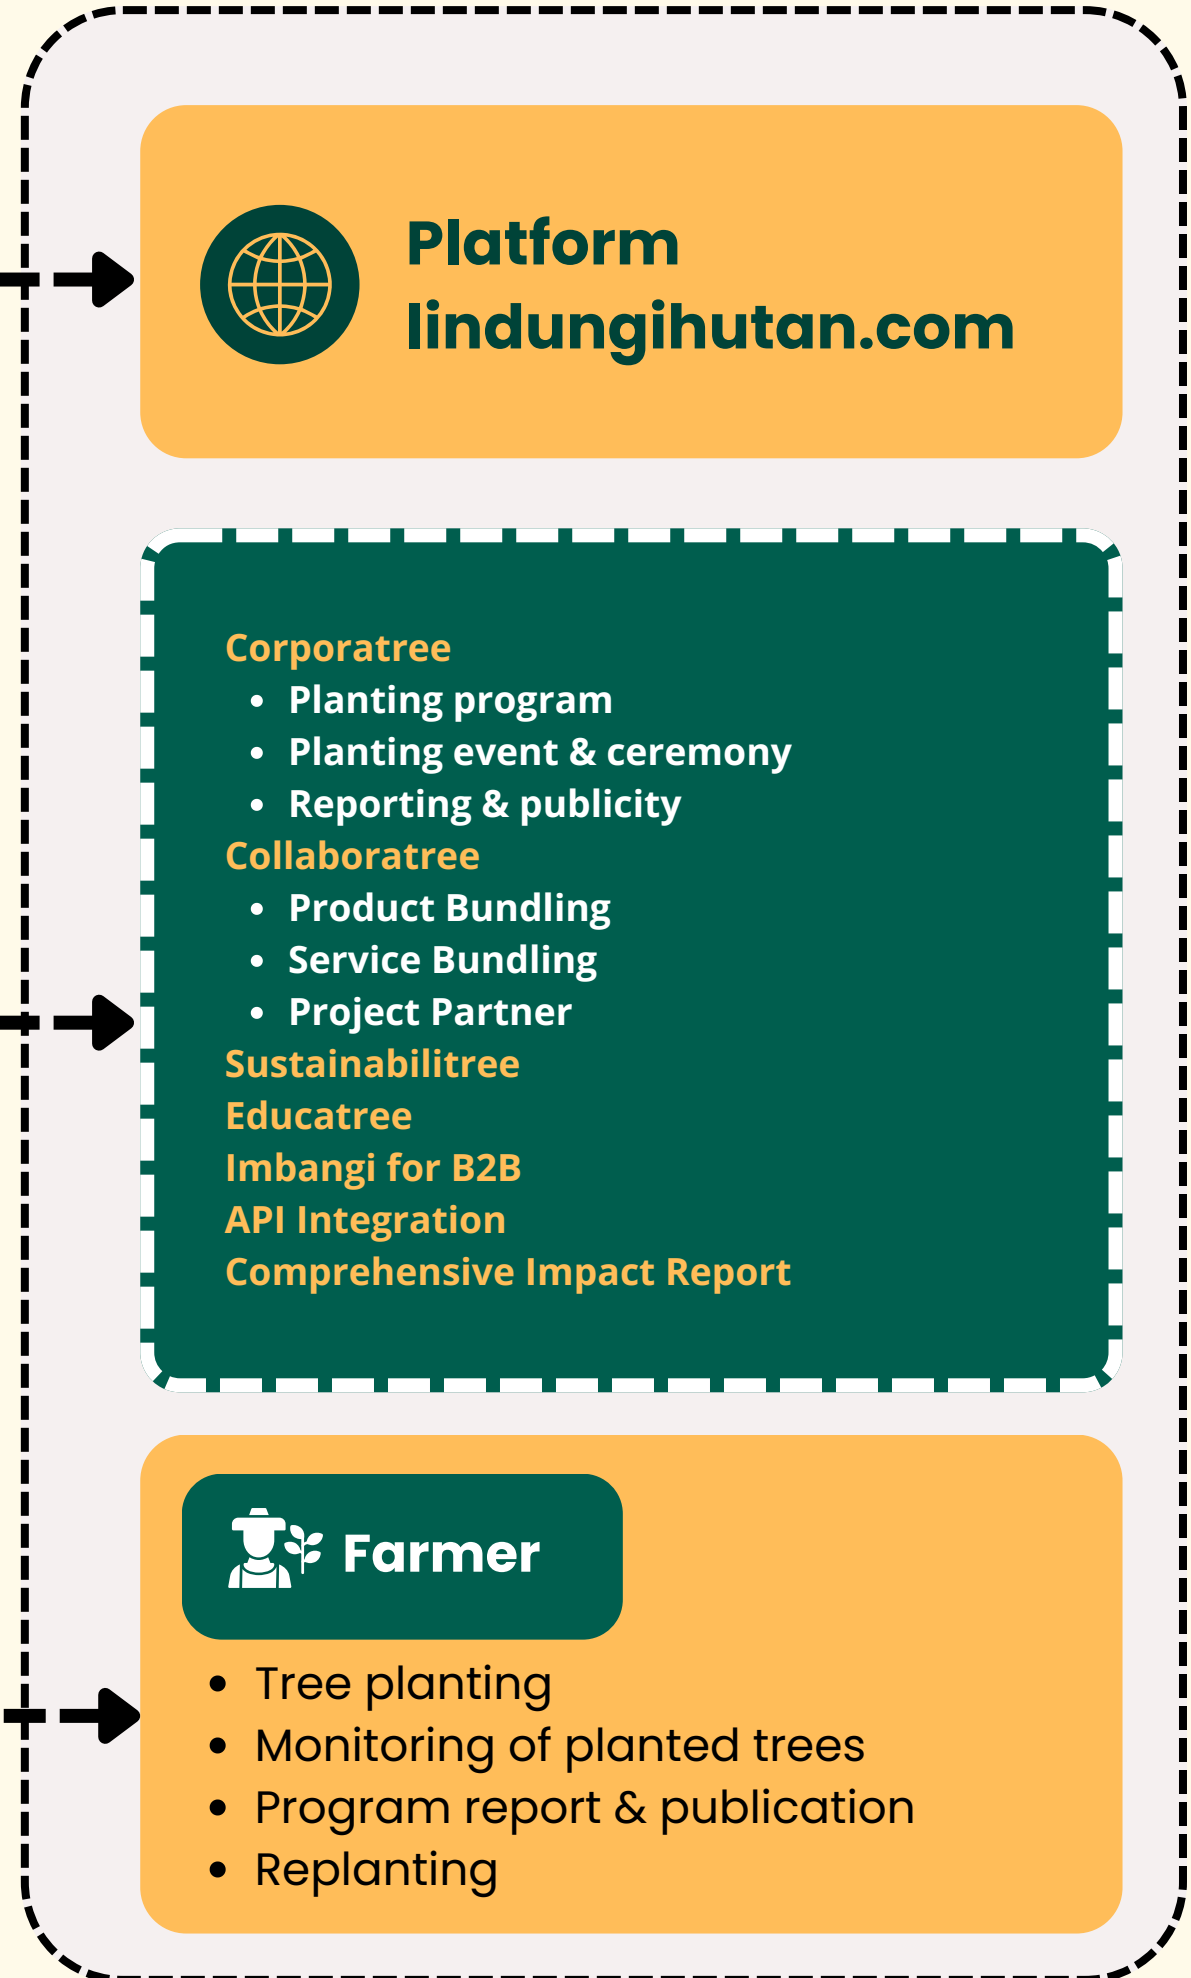 Platform
lindungihutan.com
Corporatree
• Planting program
• Planting event & ceremony
• Reporting & publicity
Collaboratree
• Product Bundling
• Service Bundling
• Project Partner
Sustainabilitree
Educatree
Imbangi for B2B
API Integration
Comprehensive Impact Report
Farmer
• Tree planting
• Monitoring of planted trees
• Program report & publication
• Replanting